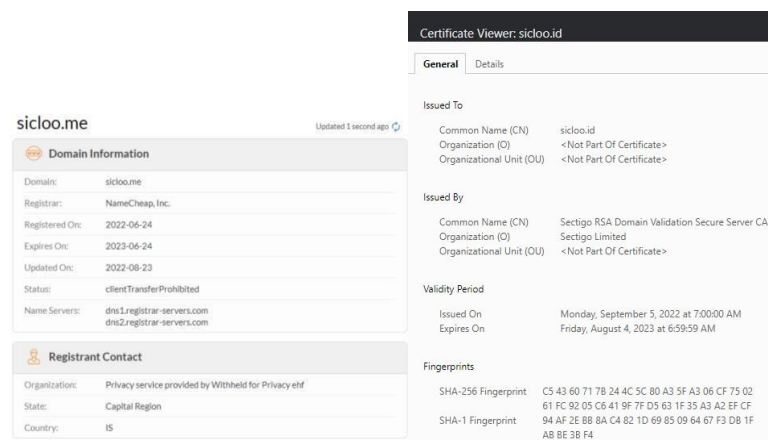 sicloo.me
Updated 1 second ago
Domain Information
Domain: sicloo.me
Registrar: NameCheap, Inc.
Registered On: 2022-06-24
Expires On: 2023-06-24
Updated On: 2022-08-23
Status: clientTransferProhibited
Name Servers: dns1.registrar-servers.com
dns2.registrar-servers.com
Registrant Contact
Organization: Privacy service provided by Withheld for Privacy ehf
State: Capital Region
Country: IS
Certificate Viewer: sicloo.id
General Details
Issued To
Common Name (CN) sicloo.id
Organization (O) <Not Part Of Certificate>
Organizational Unit (OU) <Not Part Of Certificate>
Issued By
Common Name (CN) Sectigo RSA Domain Validation Secure Server CA
Organization (O) Sectigo Limited
Organizational Unit (OU) <Not Part Of Certificate>
Validity Period
Issued On Monday, September 5, 2022 at 7:00:00 AM
Expires On Friday, August 4, 2023 at 6:59:59 AM
Fingerprints
SHA-256 Fingerprint C5 43 60 71 7B 24 4C 5C 80 A3 5F A3 06 CF 75 02
61 FC 92 05 C6 41 9F 7F D5 63 1F 35 A3 A2 EF CF
SHA-1 Fingerprint 94 AF 2E BB 8A C4 82 1D 69 85 09 64 67 F3 DB 1F
AB BE 3B F4